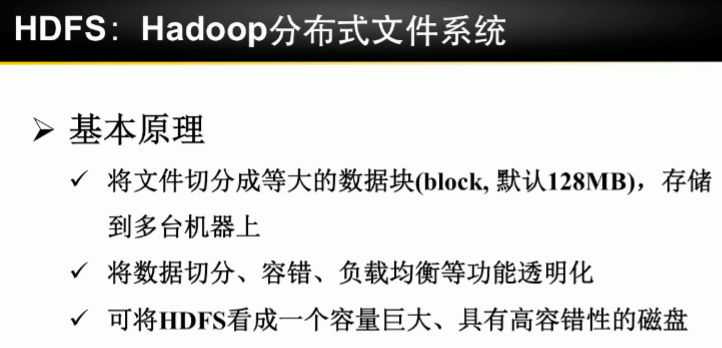 HDFS：Hadoop分布式文件系统
➢ 基本原理
✓ 将文件切分成等大的数据块(block, 默认128MB)，存储
到多台机器上
✓ 将数据切分、容错、负载均衡等功能透明化
✓ 可将HDFS看成一个容量巨大、具有高容错性的磁盘